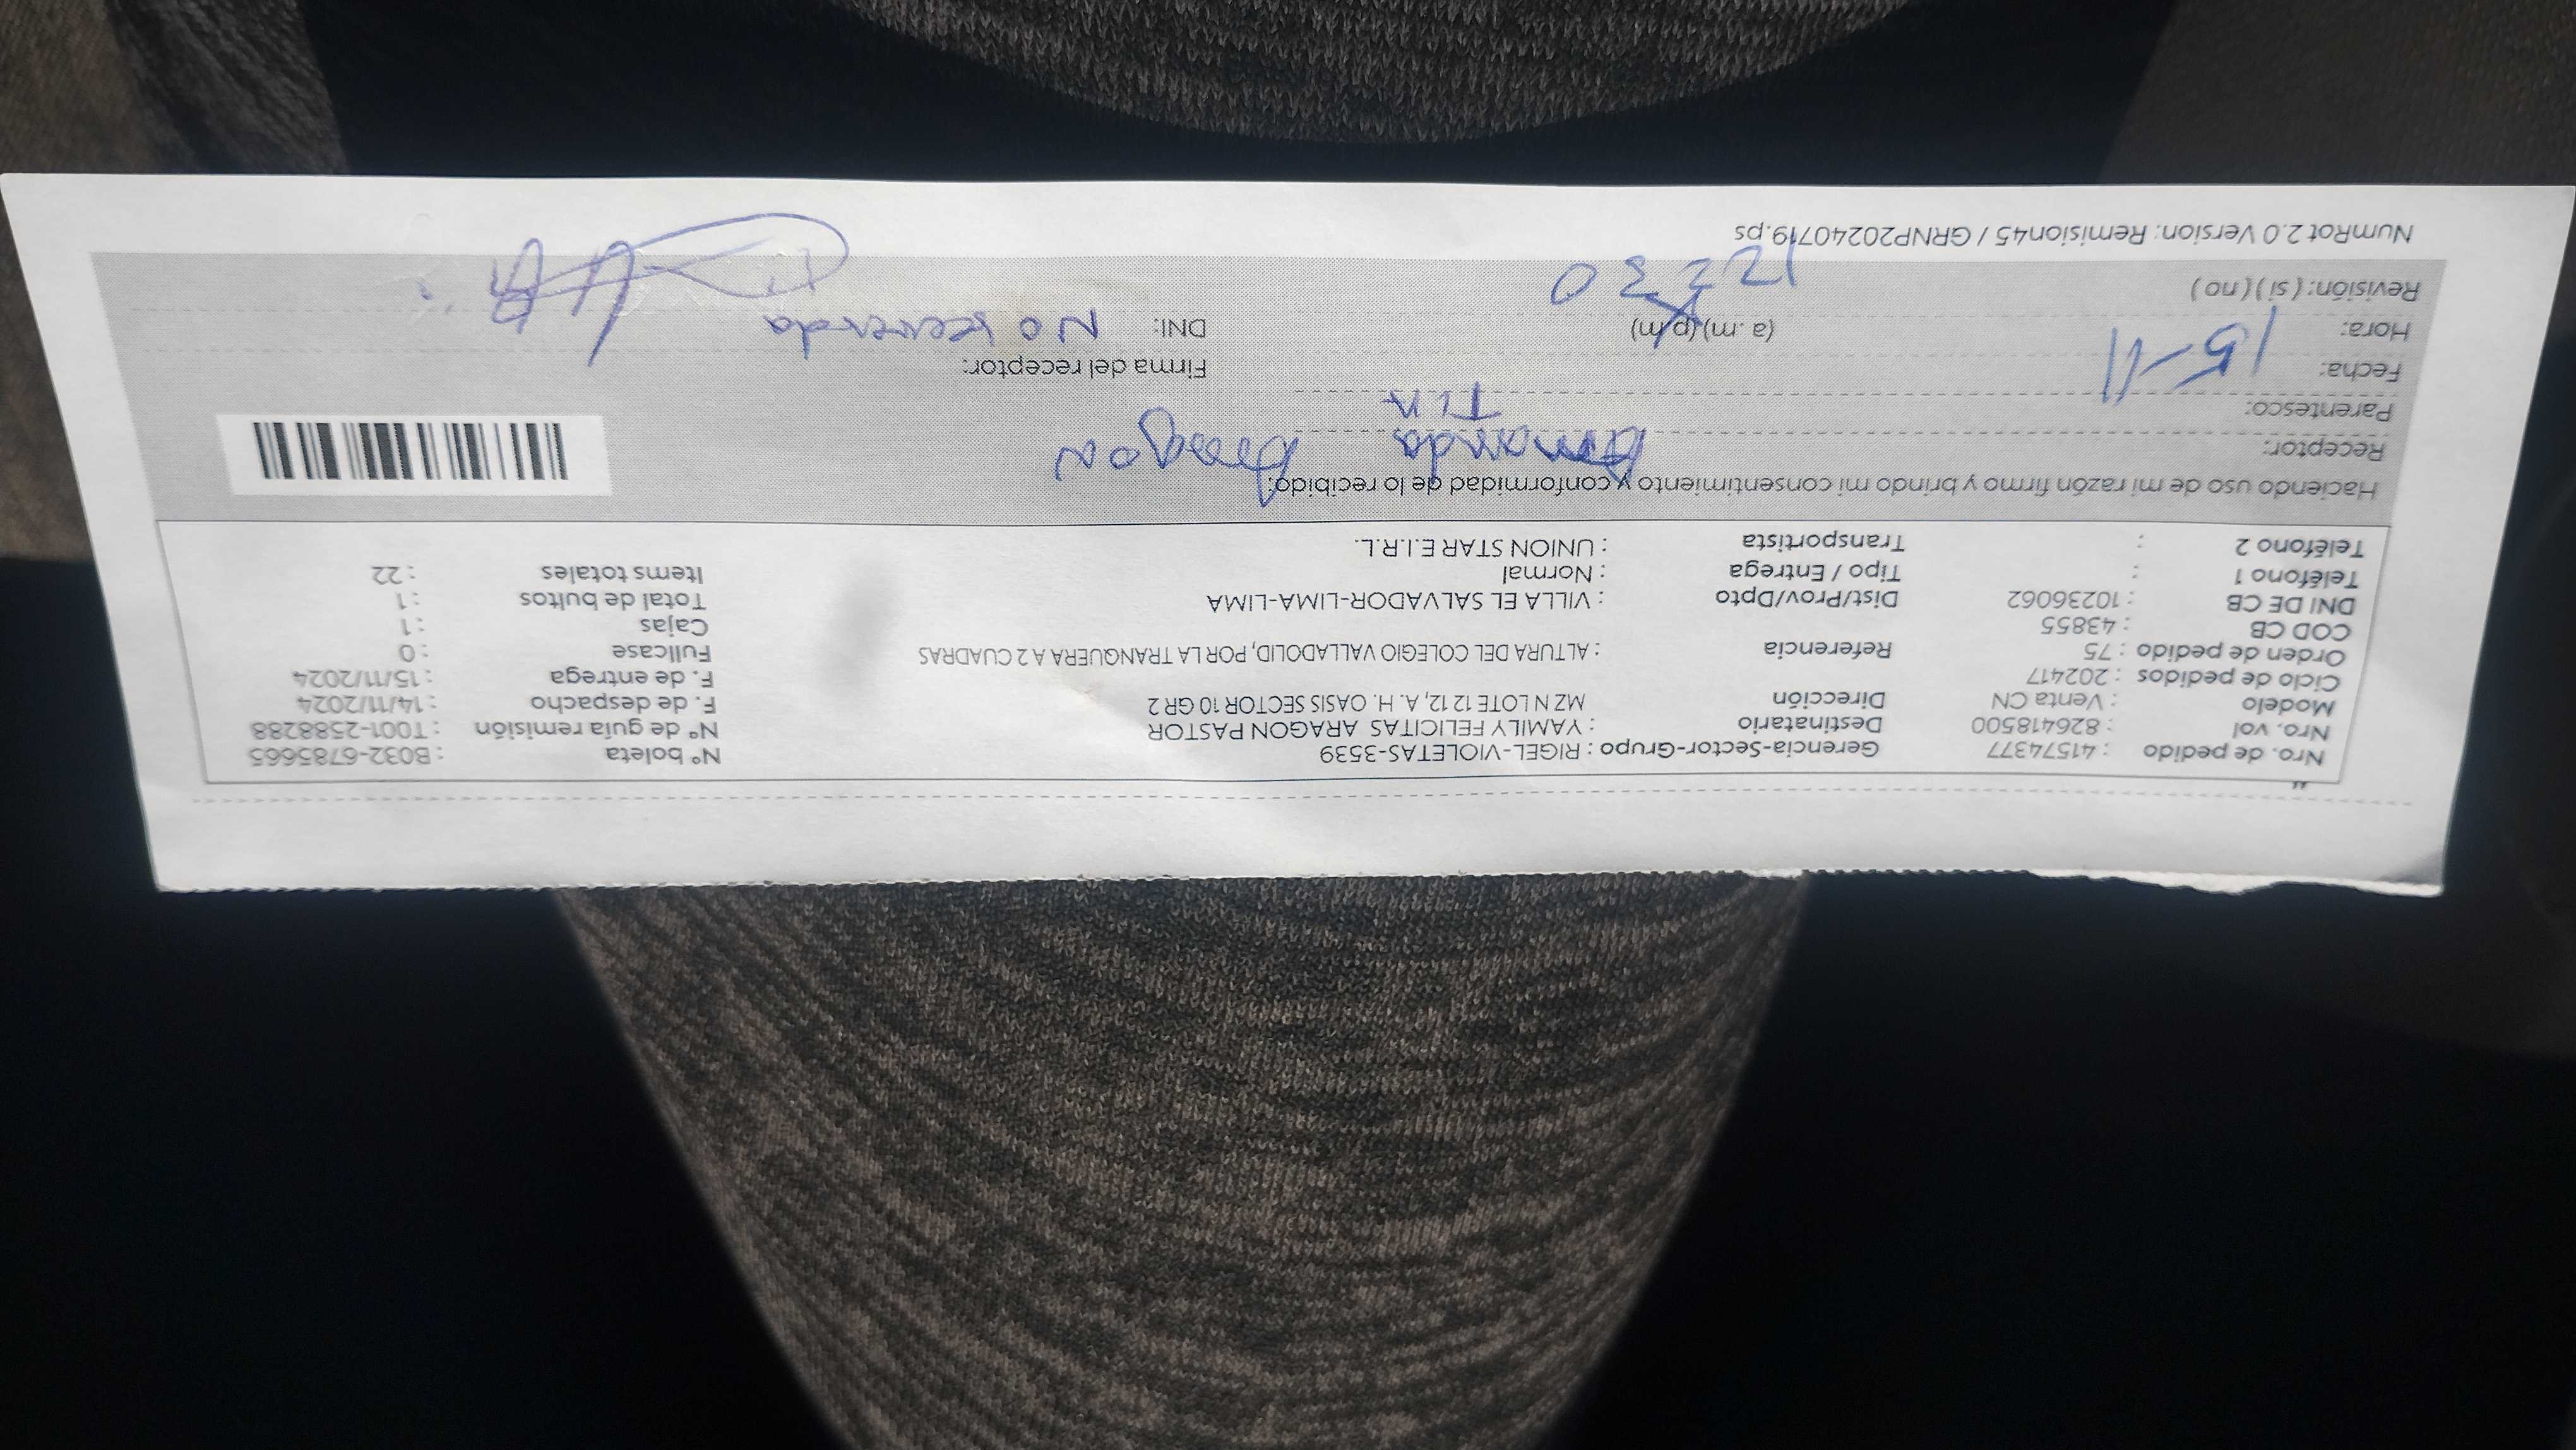 Nro. de pedido : 41574377 Gerencia-Sector-Grupo : RIGEL-VIOLETAS-3539 N° boleta : B032-6785665
Nro. vol : 826418500 Destinatario : YAMILY FELICITAS ARAGON PASTOR N° de guía remisión : T001-2588288
Modelo : Venta CN Dirección MZ N LOTE 12 12, A. H. OASIS SECTOR 10 GR 2 F. de despacho : 14/11/2024
Ciclo de pedidos : 202417 F. de entrega : 15/11/2024
Orden de pedido : 75 Referencia : ALTURA DEL COLEGIO VALLADOLID, POR LA TRANQUERA A 2 CUADRAS Fullcase : 0
COD CB : 43855 Cajas : 1
DNI DE CB : 10236062 Dist/Prov/Dpto : VILLA EL SALVADOR-LIMA-LIMA Total de bultos : 1
Teléfono 1 : Tipo / Entrega : Normal Items totales : 22
Teléfono 2 : Transportista : UNION STAR E.I.R.L.
Haciendo uso de mi razón firmo y brindo mi consentimiento y conformidad de lo recibido:
Receptor: Amanda Aragon
Parentesco: Tia
Fecha: 15-11 Firma del receptor:
Hora: (a. m) (p. m) DNI: No recuerda
Revisión: ( si ) ( no ) 12 30
NumRot 2.0 Version: Remision45 / GRNP20240719.ps